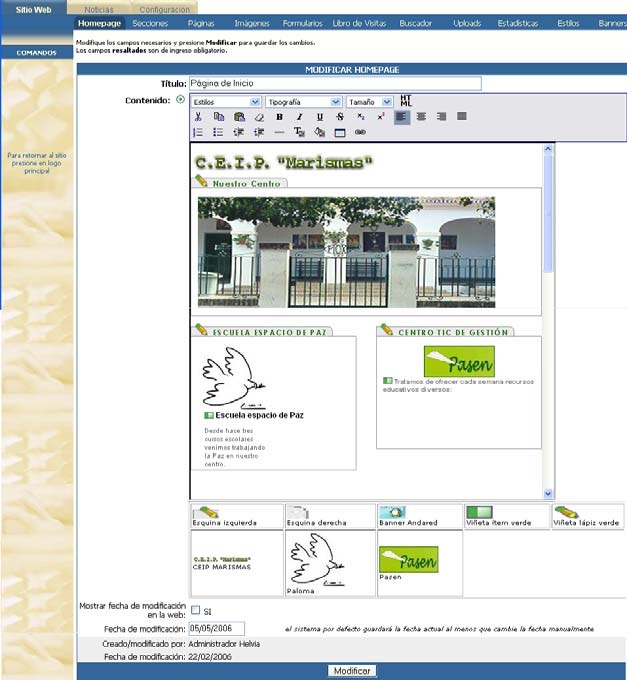 Sitio Web Noticias Configuracion
Homepage Secciones Páginas Imágenes Formularios Libro de Visitas Buscador Uploads Estadísticas Estilos Banners
Modifique los campos necesarios y presione Modificar para guardar los cambios.
Los campos resaltados son de ingreso obligatorio.
COMANDOS
Para retornar al sitio
presione en logo
principal
MODIFICAR HOMEPAGE
Título: Página de Inicio
Contenido:
Estilos Tipografía Tamaño HTML
C.E.I.P. "Marismas"
Nuestro Centro
ESCUELA ESPACIO DE PAZ
CENTRO TIC DE GESTIÓN
Pasen
Tratamos de ofrecer cada semana recursos
educativos diversos:
Escuela espacio de Paz
Desde hace tres
cursos escolares
venimos trabajando
la Paz en nuestro
centro.
Esquina izquierda
Esquina derecha
Banner Andared
Viñeta item verde
Viñeta lápiz verde
C.E.I.P. "Marismas"
CEIP MARISMAS
Paloma
Pasen
Pasen
Mostrar fecha de modificación
en la web: SI
Fecha de modificación: 05/05/2006 el sistema por defecto guardará la fecha actual al menos que cambie la fecha manualmente
Creado/modificado por: Administrador Helvia
Fecha de modificación: 22/02/2006
Modificar